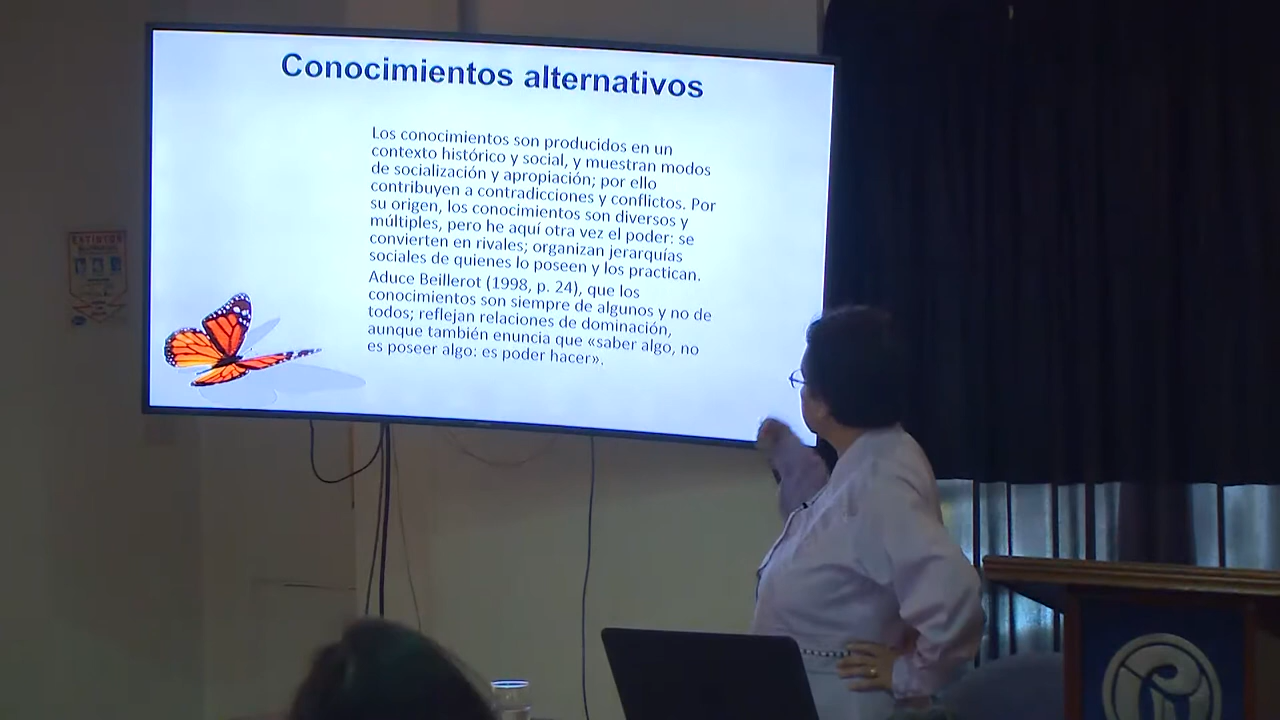 Conocimientos alternativos
Los conocimientos son producidos en un
contexto histórico y social, y muestran modos
de socialización y apropiación; por ello
contribuyen a contradicciones y conflictos. Por
su origen, los conocimientos son diversos y
múltiples, pero he aquí otra vez el poder: se
convierten en rivales; organizan jerarquías
sociales de quienes lo poseen y los practican.
Aduce Beillerot (1998, p. 24), que los
conocimientos son siempre de algunos y no de
todos; reflejan relaciones de dominación,
aunque también enuncia que «saber algo, no
es poseer algo: es poder hacer».